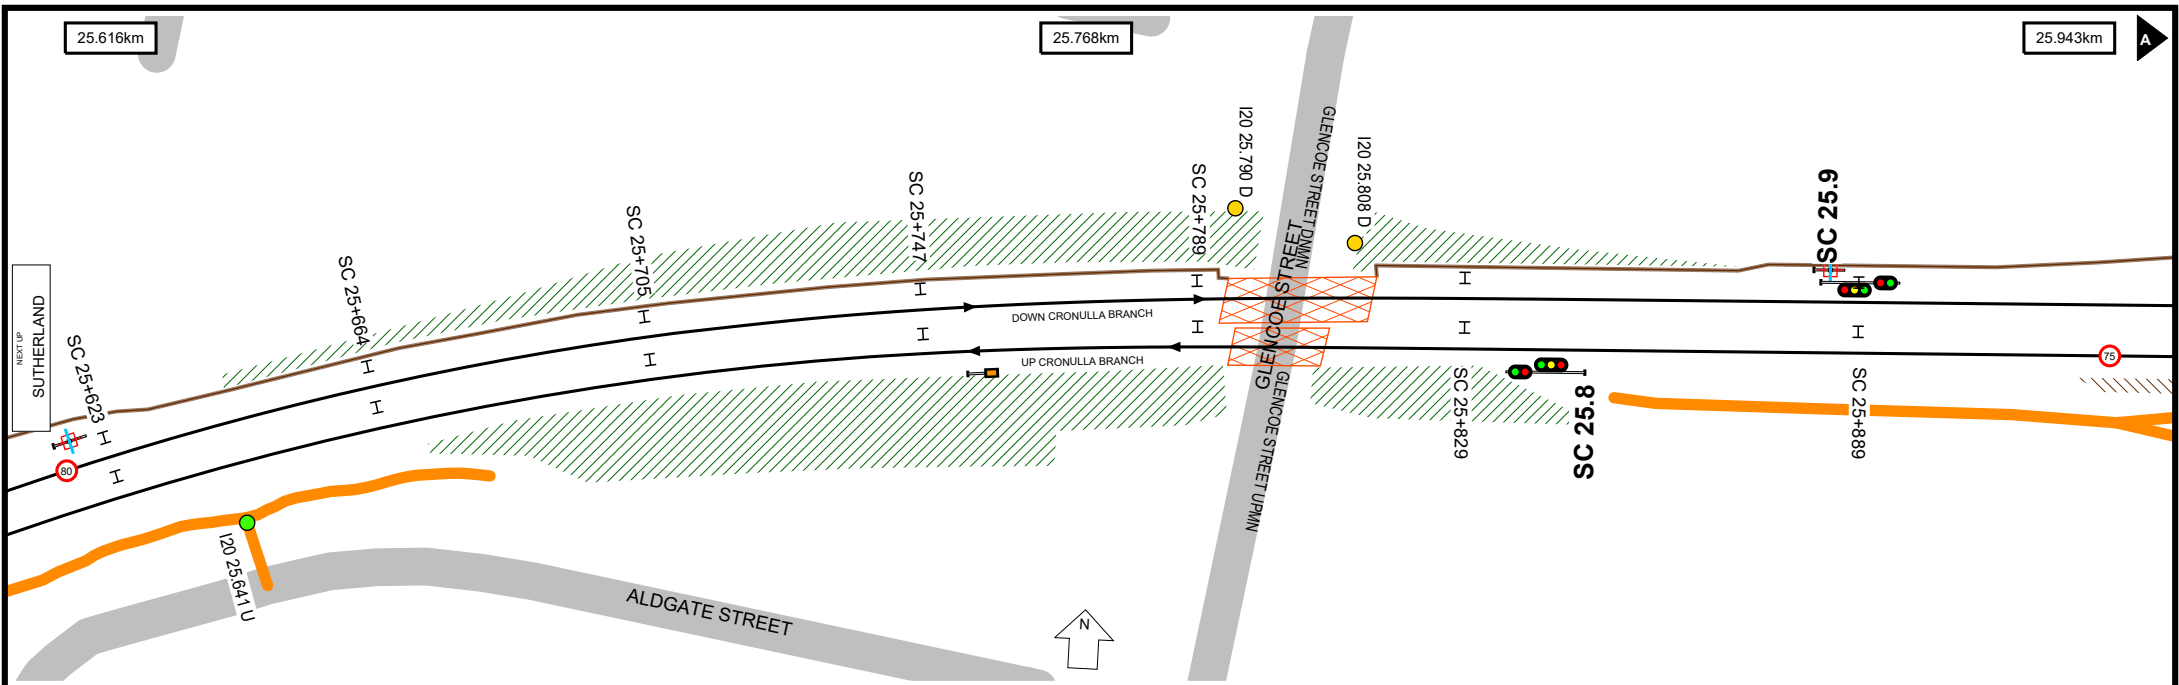 25.616km
25.768km
25.943km
A
I20 25.790 D
GLENCOE STREET DNMN
I20 25.808 D
SC 25.9
SC 25+789
SC 25+747
SC 25+705
SC 25+664
SC 25+623
NEXT UP
SUTHERLAND
GLENCOE STREET
DOWN CRONULLA BRANCH
UP CRONULLA BRANCH
75
80
GLENCOE STREET UPMN
SC 25+829
SC 25.8
SC 25+889
I20 25.641 U
ALDGATE STREET
N